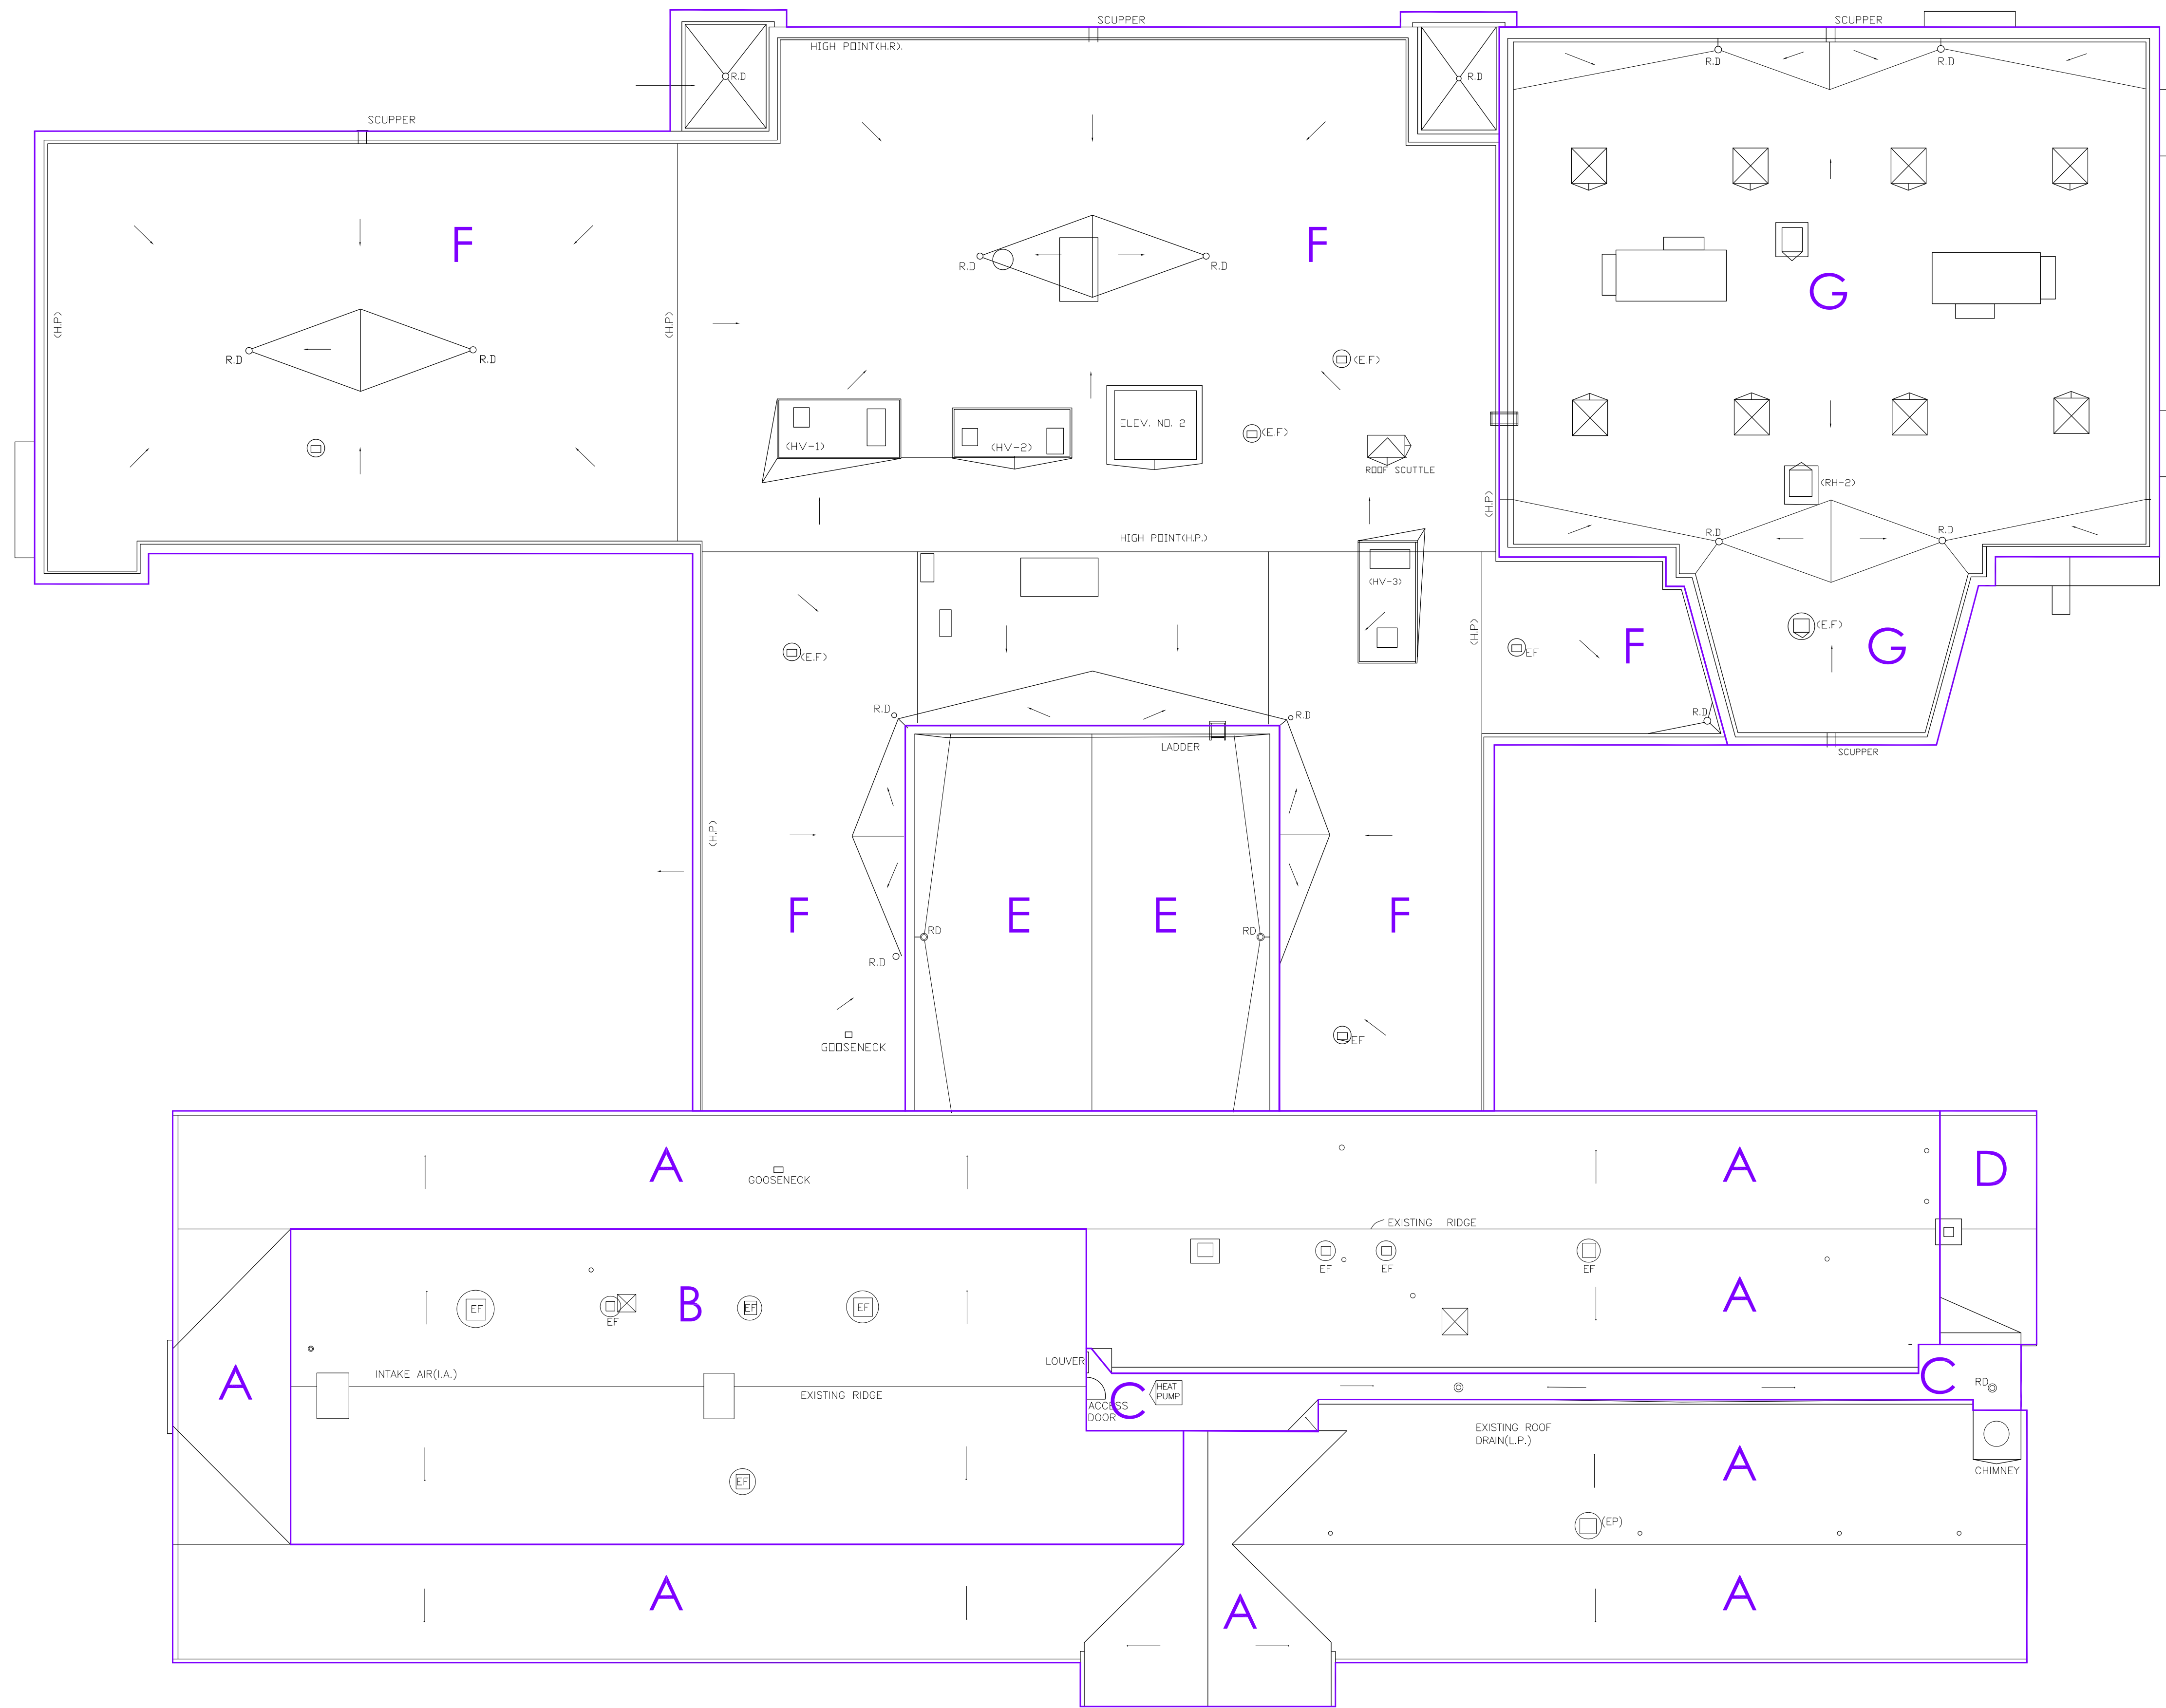 SCUPPER
SCUPPER
HIGH POINT(H.R).
R.D
R.D
R.D
R.D
SCUPPER
F
F
R.D
R.D
G
(H.P)
(H.P)
R.D
R.D
(E.F)
ELEV. NO. 2
(E.F)
(HV-1)
(HV-2)
ROOF SCUTTLE
(RH-2)
(H.P)
HIGH POINT(H.P.)
R.D
R.D
(HV-3)
(H.P)
(E.F)
(E.F)
EF
F
G
R.D
R.D
R.D
LADDER
SCUPPER
(H.P)
F
E
E
F
RD
RD
R.D
GOOSENECK
EF
A
A
D
GOOSENECK
EXISTING RIDGE
EF
EF
EF
B
A
EF
EF
EF
EF
LOUVER
INTAKE AIR(I.A.)
A
EXISTING RIDGE
C
HEAT
PUMP
C
RD
ACCESS
DOOR
EXISTING ROOF
DRAIN(L.P.)
A
CHIMNEY
EF
(EP)
A
A
A